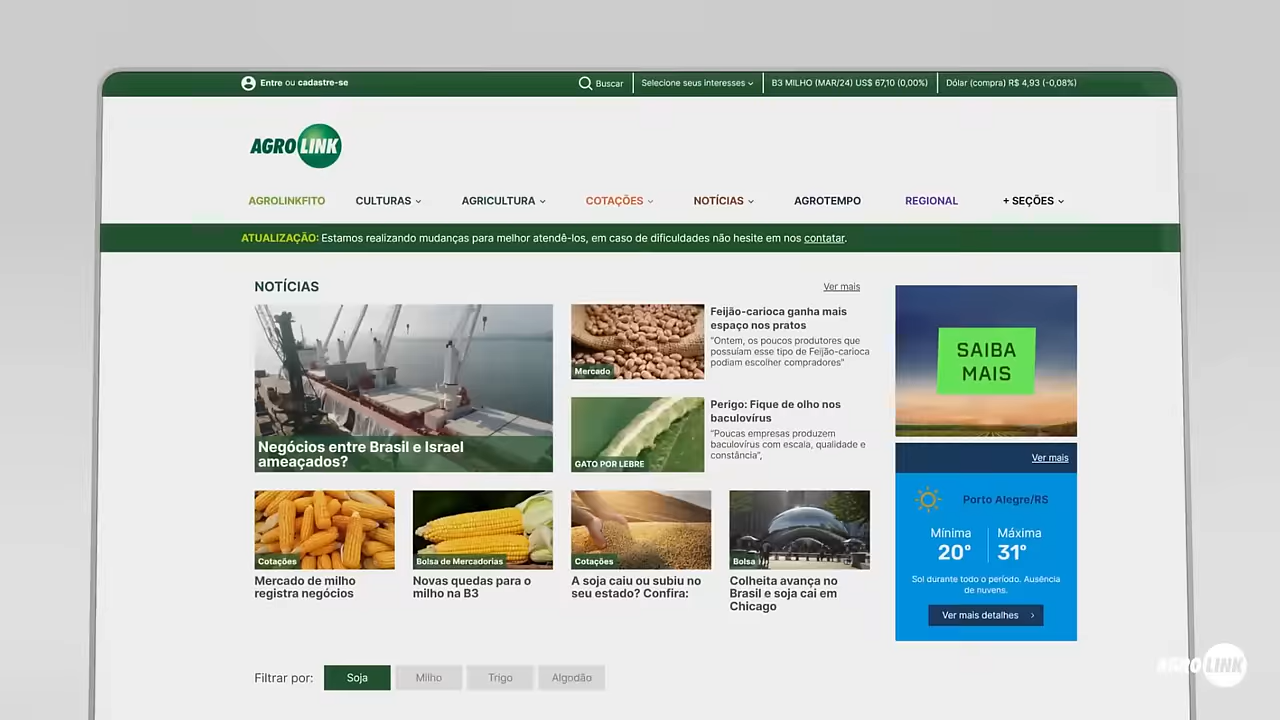 Entre ou cadastre-se
Buscar
Selecione seus interesses
B3 MILHO (MAR/24) US$ 67,10 (0,00%)
Dólar (compra) R$ 4,93 (-0,08%)
AGROLINK
AGROLINKFITO
CULTURAS
AGRICULTURA
COTAÇÕES
NOTÍCIAS
AGROTEMPO
REGIONAL
+ SEÇÕES
ATUALIZAÇÃO: Estamos realizando mudanças para melhor atendê-los, em caso de dificuldades não hesite em nos contatar.
NOTÍCIAS
Ver mais
Negócios entre Brasil e Israel
ameaçados?
Mercado
Feijão-carioca ganha mais
espaço nos pratos
"Ontem, os poucos produtores que
possuíam esse tipo de Feijão-carioca
podiam escolher compradores"
GATO POR LEBRE
Perigo: Fique de olho nos
baculovírus
"Poucas empresas produzem
baculovírus com escala, qualidade e
constância",
Cotações
Mercado de milho
registra negócios
Bolsa de Mercadorias
Novas quedas para o
milho na B3
Cotações
A soja caiu ou subiu no
seu estado? Confira:
Bolsa
Colheita avança no
Brasil e soja cai em
Chicago
SAIBA
MAIS
Ver mais
Porto Alegre/RS
Mínima
20°
Máxima
31°
Sol durante todo o período. Ausência
de nuvens.
Ver mais detalhes
Filtrar por:
Soja
Milho
Trigo
Algodão
AGROLINK